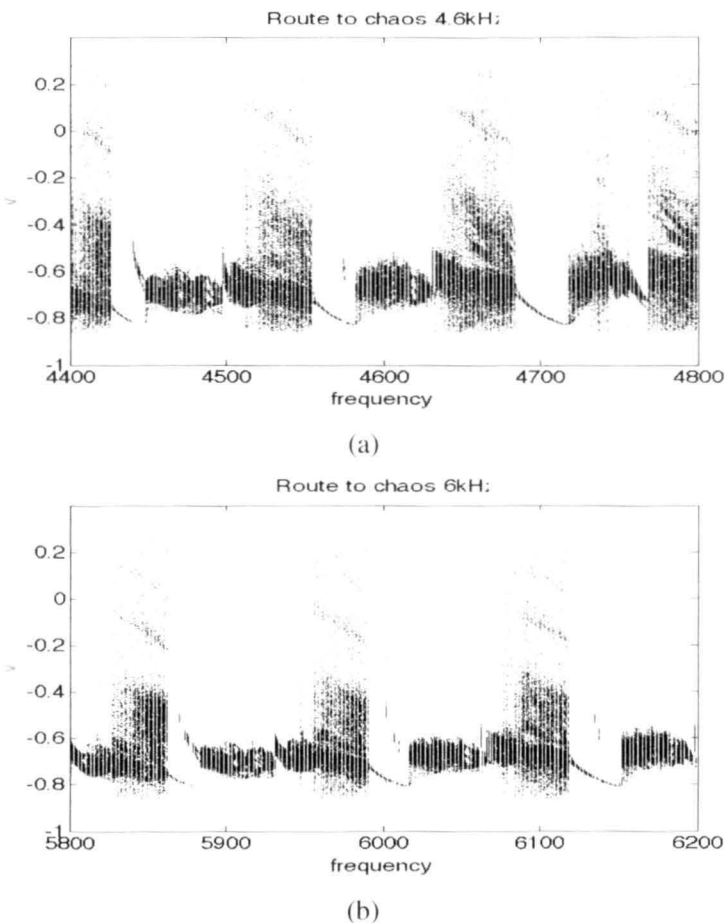 Route to chaos 4.6kHz
0.2
0
-0.2
-0.4
v
-0.6
-0.8
-1
4400 4500 4600 4700 4800
frequency
(a)
Route to chaos 6kHz
0.2
0
-0.2
v
-0.4
-0.6
-0.8
-1
5800 5900 6000 6100 6200
frequency
(b)